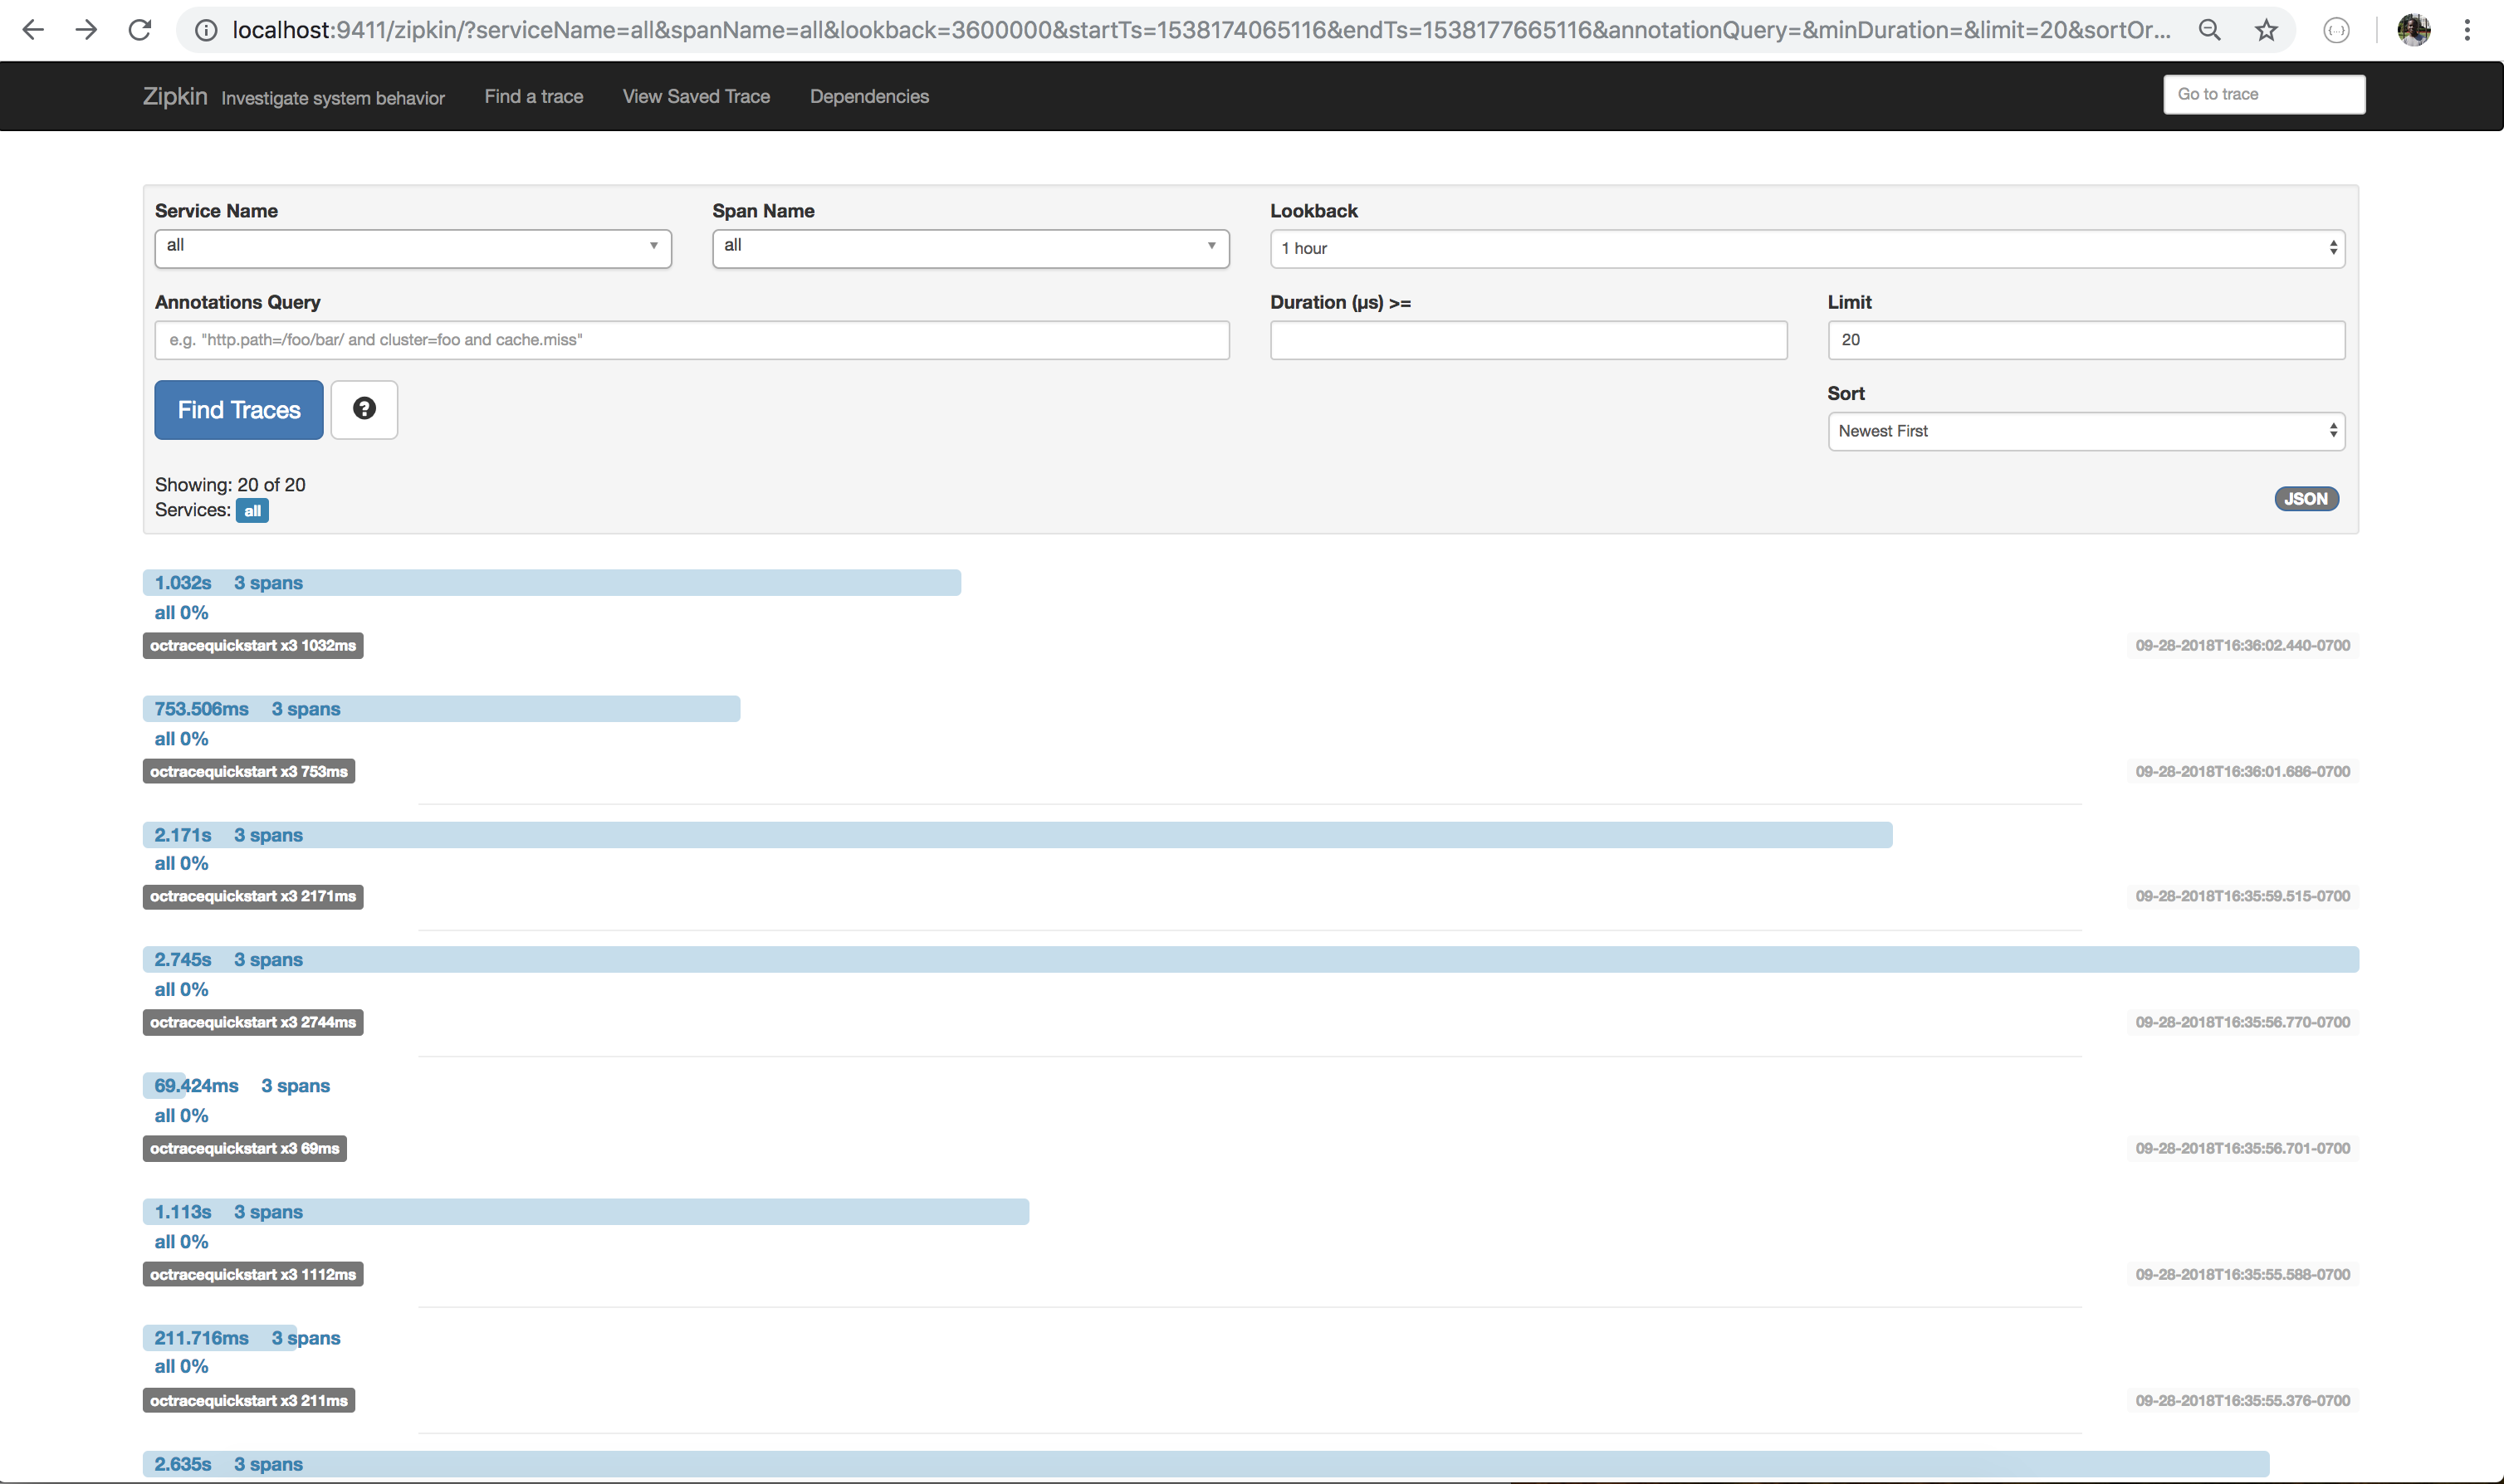 localhost:9411/zipkin/?serviceName=all&spanName=all&lookback=3600000&startTs=1538174065116&endTs=1538177665116&annotationQuery=&minDuration=&limit=20&sortOr...
Zipkin Investigate system behavior Find a trace View Saved Trace Dependencies Go to trace
Service Name Span Name Lookback
all all 1 hour
Annotations Query Duration (µs) >= Limit
e.g. "http.path=/foo/bar/ and cluster=foo and cache.miss" 20
Find Traces ? Sort
Newest First
Showing: 20 of 20
Services: all JSON
1.032s 3 spans
all 0%
octracequickstart x3 1032ms 09-28-2018T16:36:02.440-0700
753.506ms 3 spans
all 0%
octracequickstart x3 753ms 09-28-2018T16:36:01.686-0700
2.171s 3 spans
all 0%
octracequickstart x3 2171ms 09-28-2018T16:35:59.515-0700
2.745s 3 spans
all 0%
octracequickstart x3 2744ms 09-28-2018T16:35:56.770-0700
69.424ms 3 spans
all 0%
octracequickstart x3 69ms 09-28-2018T16:35:56.701-0700
1.113s 3 spans
all 0%
octracequickstart x3 1112ms 09-28-2018T16:35:55.588-0700
211.716ms 3 spans
all 0%
octracequickstart x3 211ms 09-28-2018T16:35:55.376-0700
2.635s 3 spans